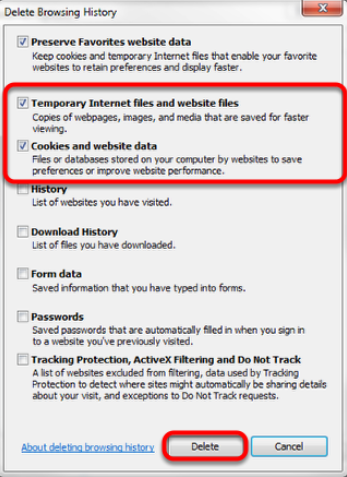 Delete Browsing History
Preserve Favorites website data
Keep cookies and temporary Internet files that enable your favorite
websites to retain preferences and display faster.
Temporary Internet files and website files
Copies of webpages, images, and media that are saved for faster
viewing.
Cookies and website data
Files or databases stored on your computer by websites to save
preferences or improve website performance.
History
List of websites you have visited.
Download History
List of files you have downloaded.
Form data
Saved information that you have typed into forms.
Passwords
Saved passwords that are automatically filled in when you sign in
to a website you've previously visited.
Tracking Protection, ActiveX Filtering and Do Not Track
A list of websites excluded from filtering, data used by Tracking
Protection to detect where sites might automatically be sharing details
about your visit, and exceptions to Do Not Track requests.
About deleting browsing history
Delete
Cancel